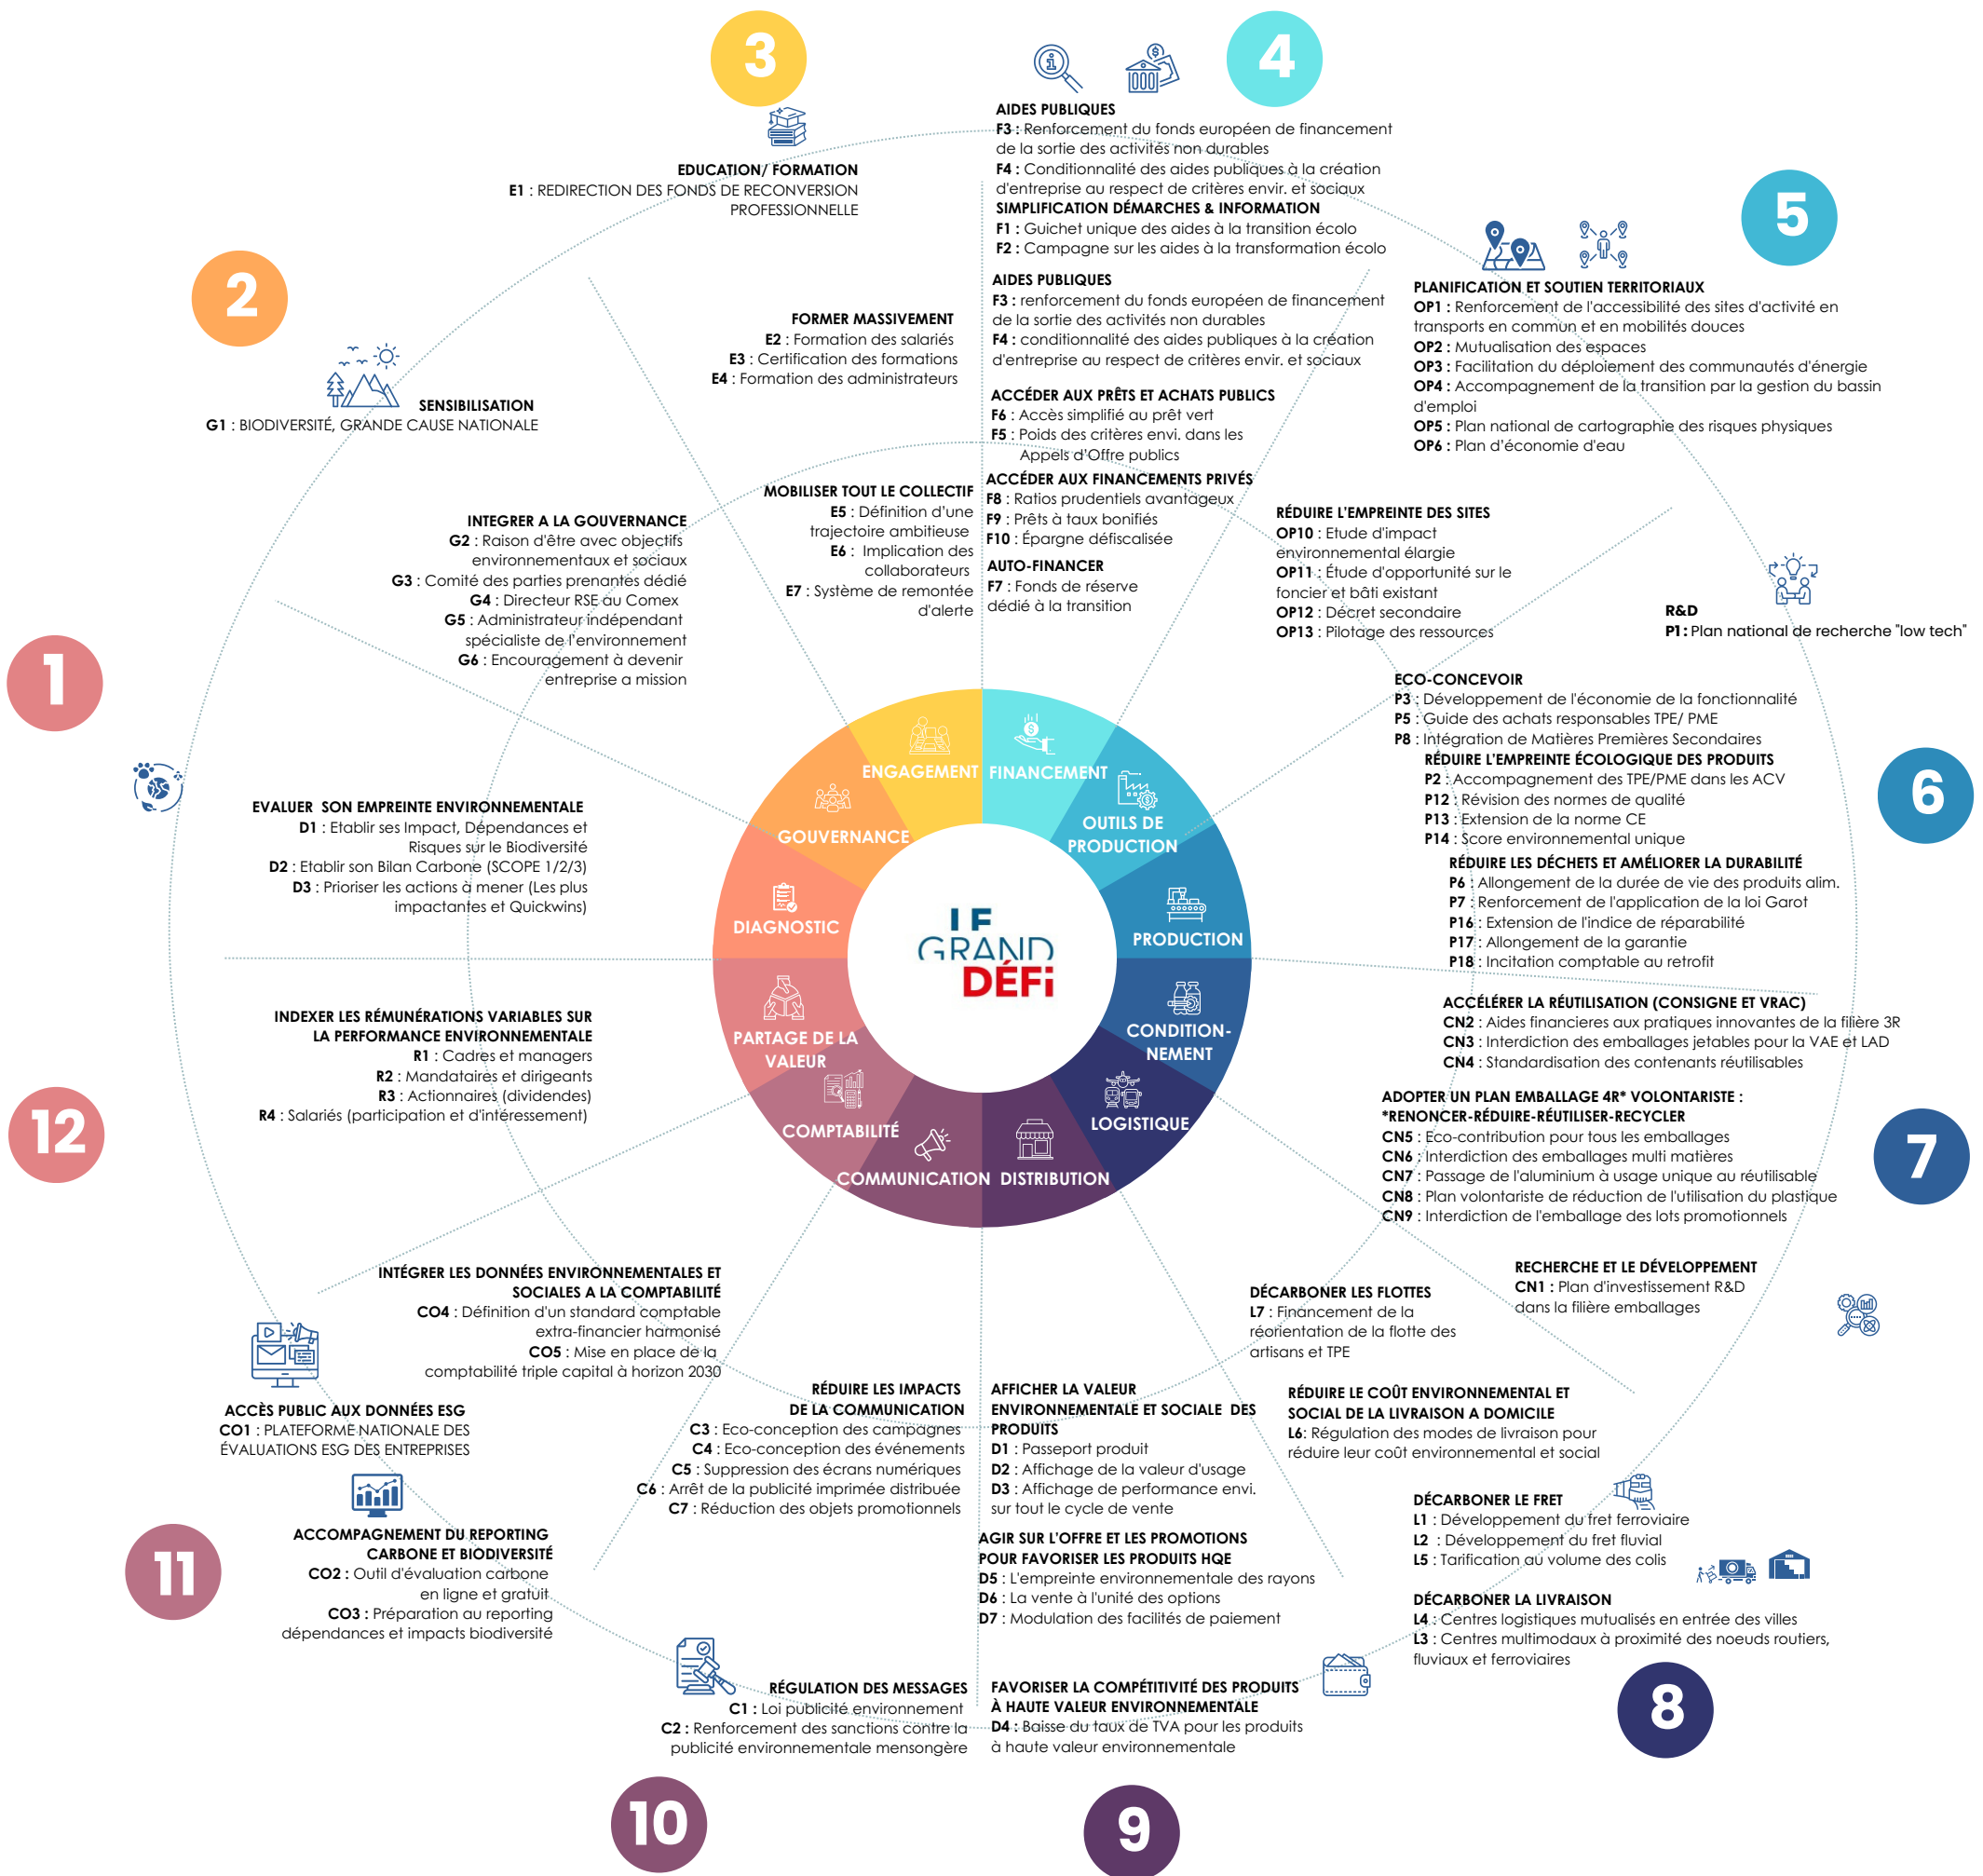 3
EDUCATION/ FORMATION
E1 : REDIRECTION DES FONDS DE RECONVERSION
PROFESSIONNELLE
FORMER MASSIVEMENT
E2 : Formation des salariés
E3 : Certification des formations
E4 : Formation des administrateurs
MOBILISER TOUT LE COLLECTIF
E5 : Définition d'une
trajectoire ambitieuse
E6 : Implication des
collaborateurs
E7 : Système de remontée
d'alerte
4
AIDES PUBLIQUES
F3 : Renforcement du fonds européen de financement
de la sortie des activités non durables
F4 : Conditionnalité des aides publiques à la création
d'entreprise au respect de critères envir. et sociaux
SIMPLIFICATION DÉMARCHES & INFORMATION
F1 : Guichet unique des aides à la transition écolo
F2 : Campagne sur les aides à la transformation écolo
AIDES PUBLIQUES
F3 : renforcement du fonds européen de financement
de la sortie des activités non durables
F4 : conditionnalité des aides publiques à la création
d'entreprise au respect de critères envir. et sociaux
ACCÉDER AUX PRÊTS ET ACHATS PUBLICS
F6 : Accès simplifié au prêt vert
F5 : Poids des critères envi. dans les
Appels d'Offre publics
ACCÉDER AUX FINANCEMENTS PRIVÉS
F8 : Ratios prudentiels avantageux
F9 : Prêts à taux bonifiés
F10 : Épargne défiscalisée
AUTO-FINANCER
F7 : Fonds de réserve
dédié à la transition
5
PLANIFICATION ET SOUTIEN TERRITORIAUX
OP1 : Renforcement de l'accessibilité des sites d'activité en
transports en commun et en mobilités douces
OP2 : Mutualisation des espaces
OP3 : Facilitation du déploiement des communautés d'énergie
OP4 : Accompagnement de la transition par la gestion du bassin
d'emploi
OP5 : Plan national de cartographie des risques physiques
OP6 : Plan d'économie d'eau
RÉDUIRE L'EMPREINTE DES SITES
OP10 : Etude d'impact
environnemental élargie
OP11 : Étude d'opportunité sur le
foncier et bâti existant
OP12 : Décret secondaire
OP13 : Pilotage des ressources
2
SENSIBILISATION
G1 : BIODIVERSITÉ, GRANDE CAUSE NATIONALE
INTEGRER A LA GOUVERNANCE
G2 : Raison d'être avec objectifs
environnementaux et sociaux
G3 : Comité des parties prenantes dédié
G4 : Directeur RSE au Comex
G5 : Administrateur indépendant
spécialiste de l'environnement
G6 : Encouragement à devenir
entreprise a mission
1
EVALUER SON EMPREINTE ENVIRONNEMENTALE
D1 : Etablir ses Impact, Dépendances et
Risques sur le Biodiversité
D2 : Etablir son Bilan Carbone (SCOPE 1/2/3)
D3 : Prioriser les actions à mener (Les plus
impactantes et Quickwins)
R&D
P1 : Plan national de recherche "low tech"
6
ECO-CONCEVOIR
P3 : Développement de l'économie de la fonctionnalité
P5 : Guide des achats responsables TPE/ PME
P8 : Intégration de Matières Premières Secondaires
RÉDUIRE L'EMPREINTE ÉCOLOGIQUE DES PRODUITS
P2 : Accompagnement des TPE/PME dans les ACV
P12 : Révision des normes de qualité
P13 : Extension de la norme CE
P14 : Score environnemental unique
RÉDUIRE LES DÉCHETS ET AMÉLIORER LA DURABILITÉ
P6 : Allongement de la durée de vie des produits alim.
P7 : Renforcement de l'application de la loi Garot
P16 : Extension de l'indice de réparabilité
P17 : Allongement de la garantie
P18 : Incitation comptable au retrofit
ENGAGEMENT
FINANCEMENT
GOUVERNANCE
OUTILS DE
PRODUCTION
DIAGNOSTIC
PRODUCTION
PARTAGE DE LA
VALEUR
CONDITION-
NEMENT
COMPTABILITÉ
LOGISTIQUE
COMMUNICATION
DISTRIBUTION
LE
GRAND
DÉFi
12
INDEXER LES RÉMUNÉRATIONS VARIABLES SUR
LA PERFORMANCE ENVIRONNEMENTALE
R1 : Cadres et managers
R2 : Mandataires et dirigeants
R3 : Actionnaires (dividendes)
R4 : Salariés (participation et d'intéressement)
7
ACCÉLÉRER LA RÉUTILISATION (CONSIGNE ET VRAC)
CN2 : Aides financieres aux pratiques innovantes de la filière 3R
CN3 : Interdiction des emballages jetables pour la VAE et LAD
CN4 : Standardisation des contenants réutilisables
ADOPTER UN PLAN EMBALLAGE 4R* VOLONTARISTE :
*RENONCER-RÉDUIRE-RÉUTILISER-RECYCLER
CN5 : Eco-contribution pour tous les emballages
CN6 : Interdiction des emballages multi matières
CN7 : Passage de l'aluminium à usage unique au réutilisable
CN8 : Plan volontariste de réduction de l'utilisation du plastique
CN9 : Interdiction de l'emballage des lots promotionnels
RECHERCHE ET LE DÉVELOPPEMENT
CN1 : Plan d'investissement R&D
dans la filière emballages
11
INTÉGRER LES DONNÉES ENVIRONNEMENTALES ET
SOCIALES A LA COMPTABILITÉ
CO4 : Définition d'un standard comptable
extra-financier harmonisé
CO5 : Mise en place de la
comptabilité triple capital à horizon 2030
ACCÈS PUBLIC AUX DONNÉES ESG
CO1 : PLATEFORME NATIONALE DES
ÉVALUATIONS ESG DES ENTREPRISES
ACCOMPAGNEMENT DU REPORTING
CARBONE ET BIODIVERSITÉ
CO2 : Outil d'évaluation carbone
en ligne et gratuit
CO3 : Préparation au reporting
dépendances et impacts biodiversité
10
RÉDUIRE LES IMPACTS
DE LA COMMUNICATION
C3 : Eco-conception des campagnes
C4 : Eco-conception des événements
C5 : Suppression des écrans numériques
C6 : Arrêt de la publicité imprimée distribuée
C7 : Réduction des objets promotionnels
RÉGULATION DES MESSAGES
C1 : Loi publicité environnement
C2 : Renforcement des sanctions contre la
publicité environnementale mensongère
9
AFFICHER LA VALEUR
ENVIRONNEMENTALE ET SOCIALE DES
PRODUITS
D1 : Passeport produit
D2 : Affichage de la valeur d'usage
D3 : Affichage de performance envi.
sur tout le cycle de vente
AGIR SUR L'OFFRE ET LES PROMOTIONS
POUR FAVORISER LES PRODUITS HQE
D5 : L'empreinte environnementale des rayons
D6 : La vente à l'unité des options
D7 : Modulation des facilités de paiement
FAVORISER LA COMPÉTITIVITÉ DES PRODUITS
À HAUTE VALEUR ENVIRONNEMENTALE
D4 : Baisse du taux de TVA pour les produits
à haute valeur environnementale
8
DÉCARBONER LES FLOTTES
L7 : Financement de la
réorientation de la flotte des
artisans et TPE
RÉDUIRE LE COÛT ENVIRONNEMENTAL ET
SOCIAL DE LA LIVRAISON A DOMICILE
L6: Régulation des modes de livraison pour
réduire leur coût environnemental et social
DÉCARBONER LE FRET
L1 : Développement du fret ferroviaire
L2 : Développement du fret fluvial
L5 : Tarification au volume des colis
DÉCARBONER LA LIVRAISON
L4 : Centres logistiques mutualisés en entrée des villes
L3 : Centres multimodaux à proximité des noeuds routiers,
fluviaux et ferroviaires